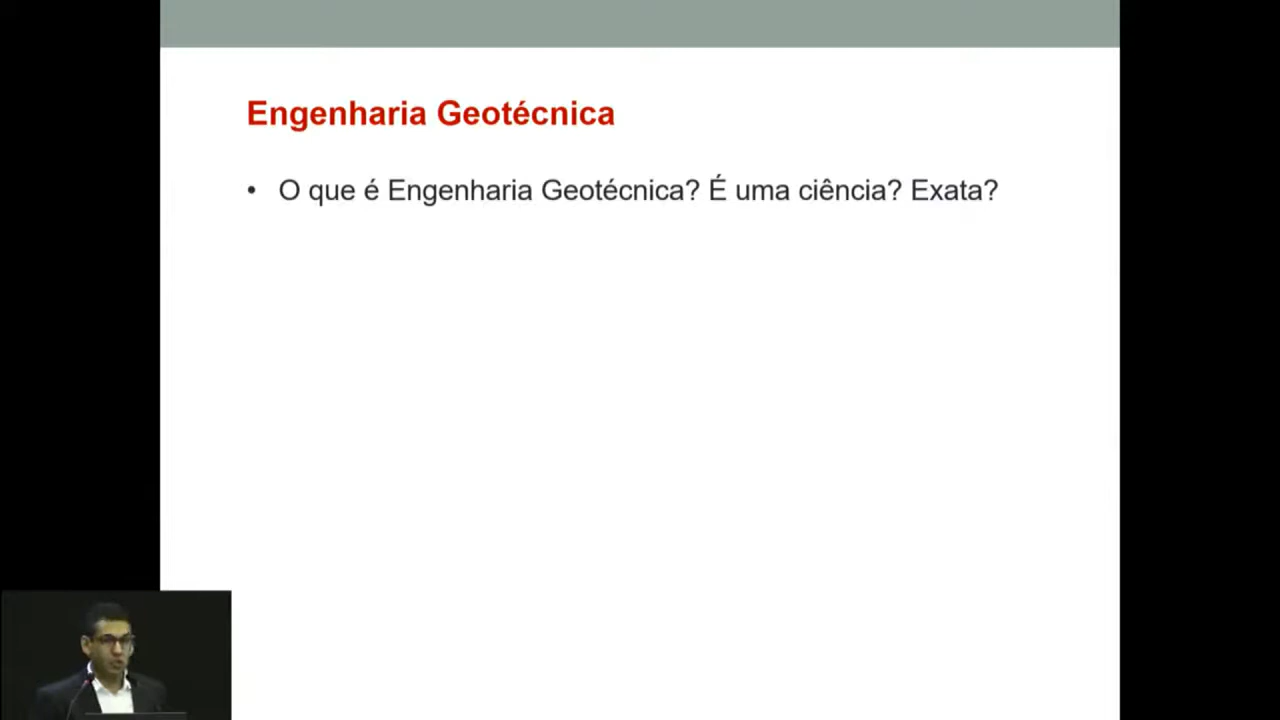 Engenharia Geotécnica
• O que é Engenharia Geotécnica? É uma ciência? Exata?